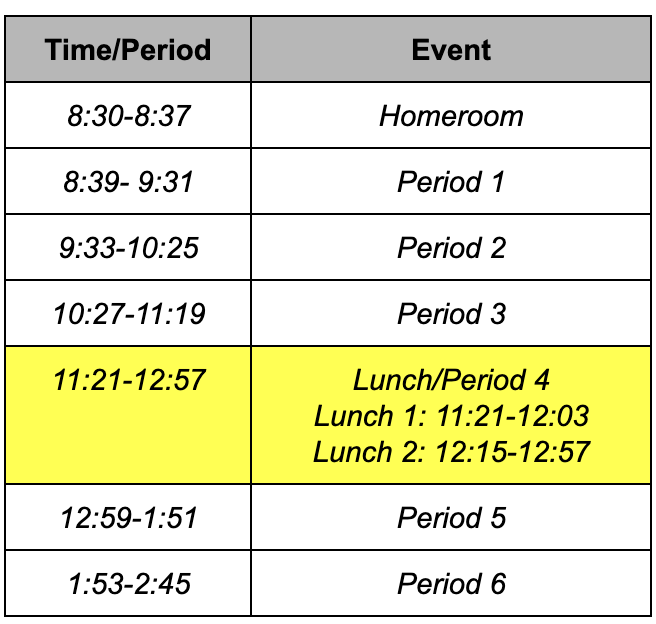 Time/Period Event
8:30-8:37 Homeroom
8:39- 9:31 Period 1
9:33-10:25 Period 2
10:27-11:19 Period 3
11:21-12:57 Lunch/Period 4
Lunch 1: 11:21-12:03
Lunch 2: 12:15-12:57
12:59-1:51 Period 5
1:53-2:45 Period 6